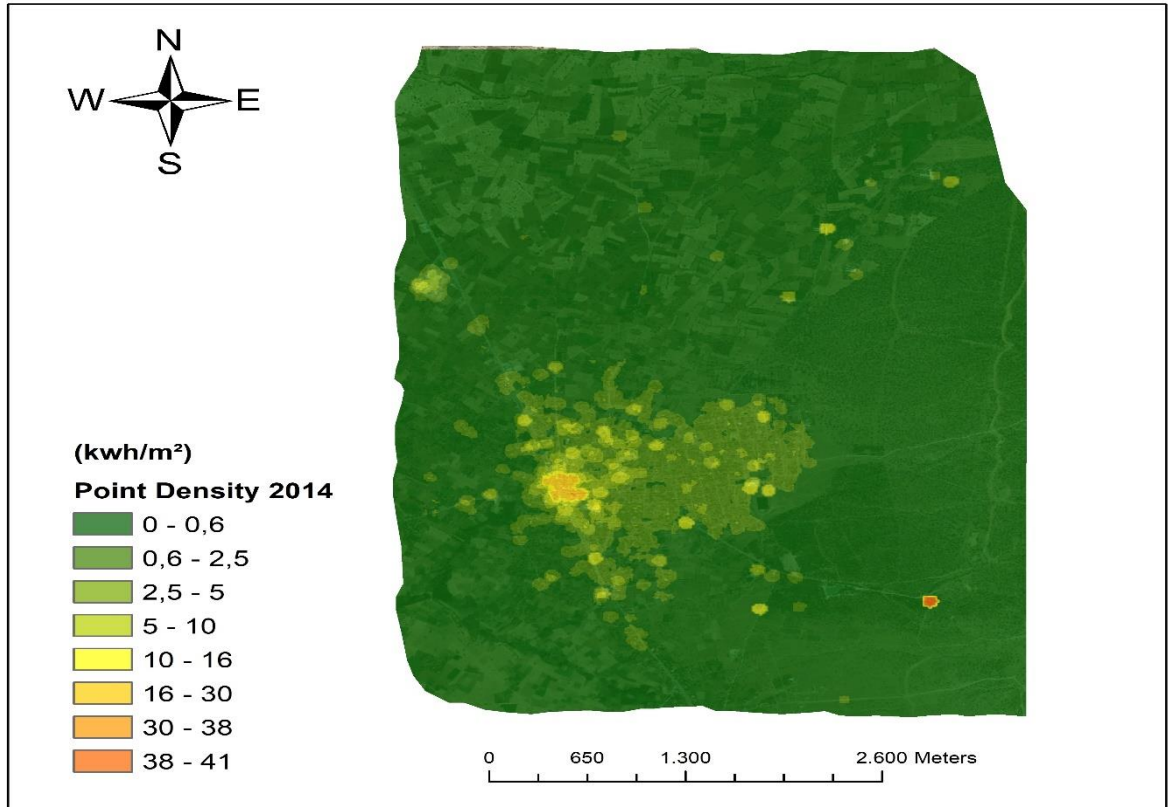 N
W E
S
(kwh/m²)
Point Density 2014
0 - 0,6
0,6 - 2,5
2,5 - 5
5 - 10
10 - 16
16 - 30
30 - 38
38 - 41
0 650 1.300 2.600 Meters